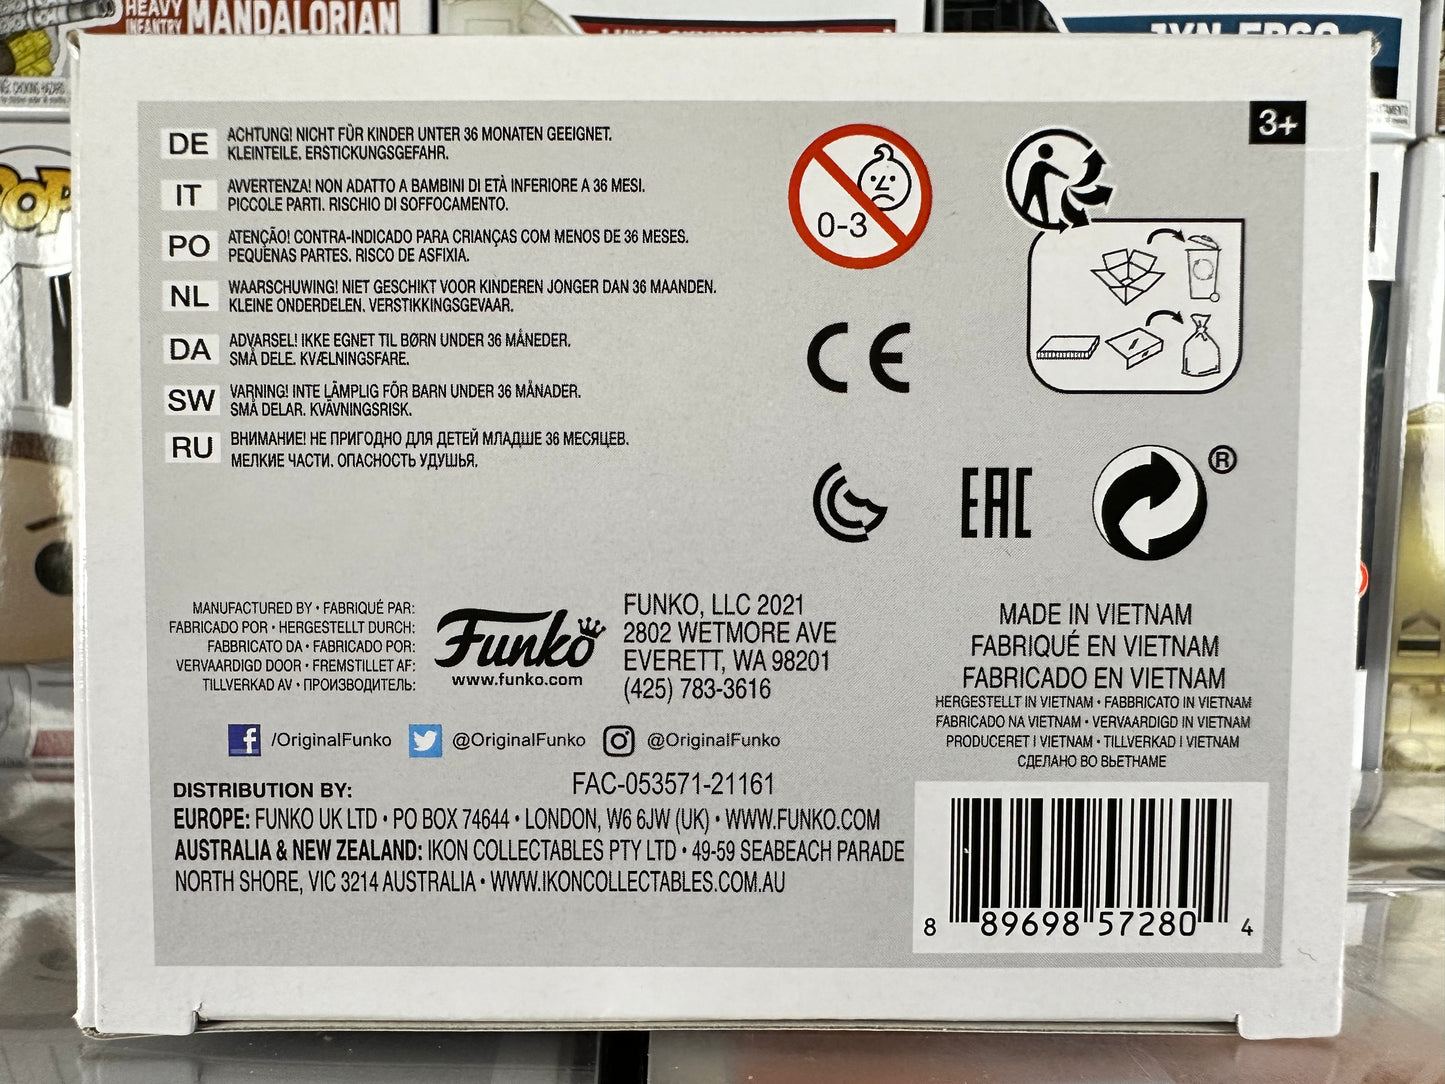 HEAVY
INFANTRY MANDALORIAN
JYN ERSO
POP
3+
DE
ACHTUNG! NICHT FÜR KINDER UNTER 36 MONATEN GEEIGNET.
KLEINTEILE. ERSTICKUNGSGEFAHR.
IT
AVVERTENZA! NON ADATTO A BAMBINI DI ETÀ INFERIORE A 36 MESI.
PICCOLE PARTI. RISCHIO DI SOFFOCAMENTO.
PO
ATENÇÃO! CONTRA-INDICADO PARA CRIANÇAS COM MENOS DE 36 MESES.
PEQUENAS PARTES. RISCO DE ASFIXIA.
NL
WAARSCHUWING! NIET GESCHIKT VOOR KINDEREN JONGER DAN 36 MAANDEN.
KLEINE ONDERDELEN. VERSTIKKINGSGEVAAR.
DA
ADVARSEL! IKKE EGNET TIL BØRN UNDER 36 MÅNEDER.
SMÅ DELE. KVÆLNINGSFARE.
SW
VARNING! INTE LÄMPLIG FÖR BARN UNDER 36 MÅNADER.
SMÅ DELAR. KVÄVNINGSRISK.
RU
ВНИМАНИЕ! НЕ ПРИГОДНО ДЛЯ ДЕТЕЙ МЛАДШЕ 36 МЕСЯЦЕВ.
МЕЛКИЕ ЧАСТИ. ОПАСНОСТЬ УДУШЬЯ.
0-3
CE
EAC
®
MANUFACTURED BY • FABRIQUÉ PAR:
FABRICADO POR • HERGESTELLT DURCH:
FABBRICATO DA • FABRICADO POR:
VERVAARDIGD DOOR • FREMSTILLET AF:
TILLVERKAD AV • ПРОИЗВОДИТЕЛЬ:
Funko
www.funko.com
FUNKO, LLC 2021
2802 WETMORE AVE
EVERETT, WA 98201
(425) 783-3616
MADE IN VIETNAM
FABRIQUÉ EN VIETNAM
FABRICADO EN VIETNAM
HERGESTELLT IN VIETNAM • FABBRICATO IN VIETNAM
FABRICADO NA VIETNAM • VERVAARDIGD IN VIETNAM
PRODUCERET I VIETNAM • TILLVERKAD I VIETNAM
СДЕЛАНО ВО ВЬЕТНАМЕ
/OriginalFunko @OriginalFunko @OriginalFunko
FAC-053571-21161
DISTRIBUTION BY:
EUROPE: FUNKO UK LTD • PO BOX 74644 • LONDON, W6 6JW (UK) • WWW.FUNKO.COM
AUSTRALIA & NEW ZEALAND: IKON COLLECTABLES PTY LTD • 49-59 SEABEACH PARADE
NORTH SHORE, VIC 3214 AUSTRALIA • WWW.IKONCOLLECTABLES.COM.AU
8 89698 57280 4